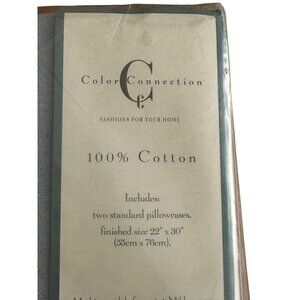 Color Connection
C
C
FASHIONS FOR YOUR HOME
100% Cotton
Includes:
two standard pillowcases.
finished size 22" x 30"
(55cm x 76cm).